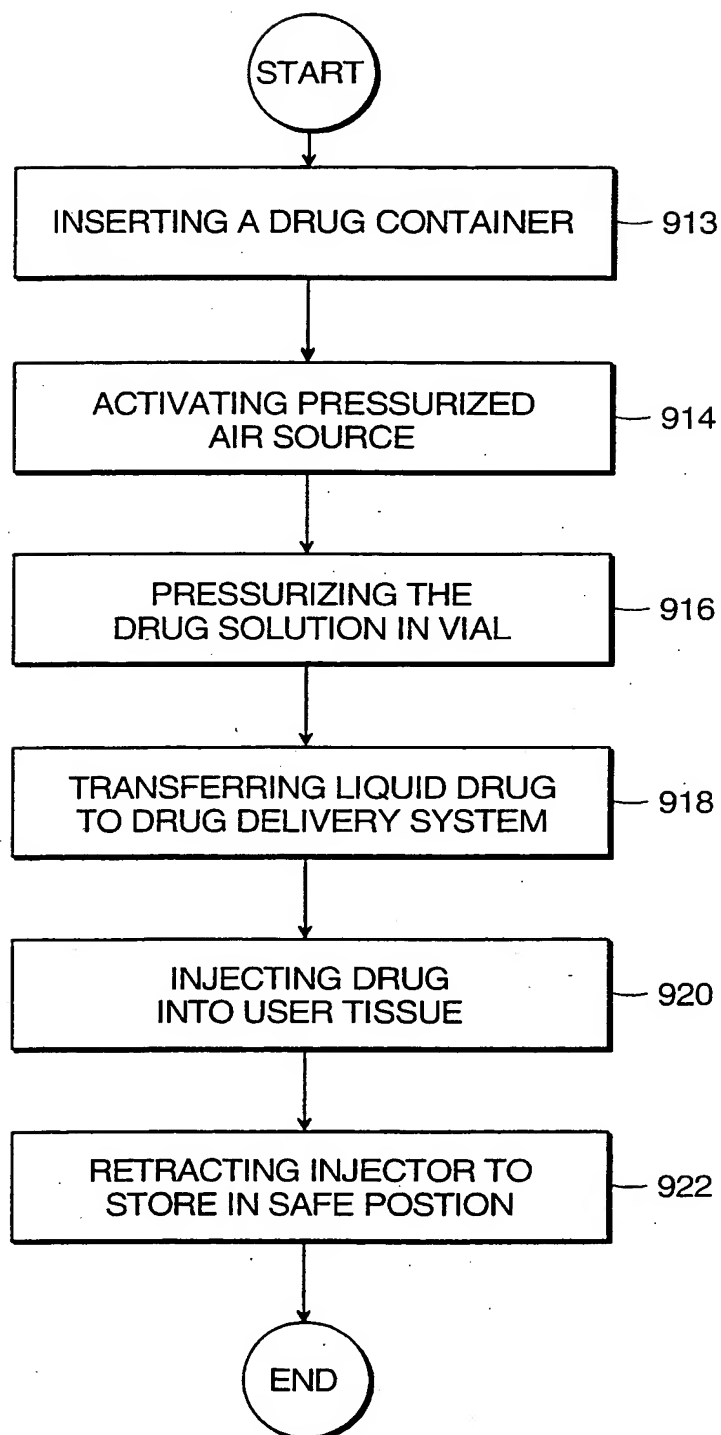 START
INSERTING A DRUG CONTAINER
913
ACTIVATING PRESSURIZED
AIR SOURCE
914
PRESSURIZING THE
DRUG SOLUTION IN VIAL
916
TRANSFERRING LIQUID DRUG
TO DRUG DELIVERY SYSTEM
918
INJECTING DRUG
INTO USER TISSUE
920
RETRACTING INJECTOR TO
STORE IN SAFE POSTION
922
END